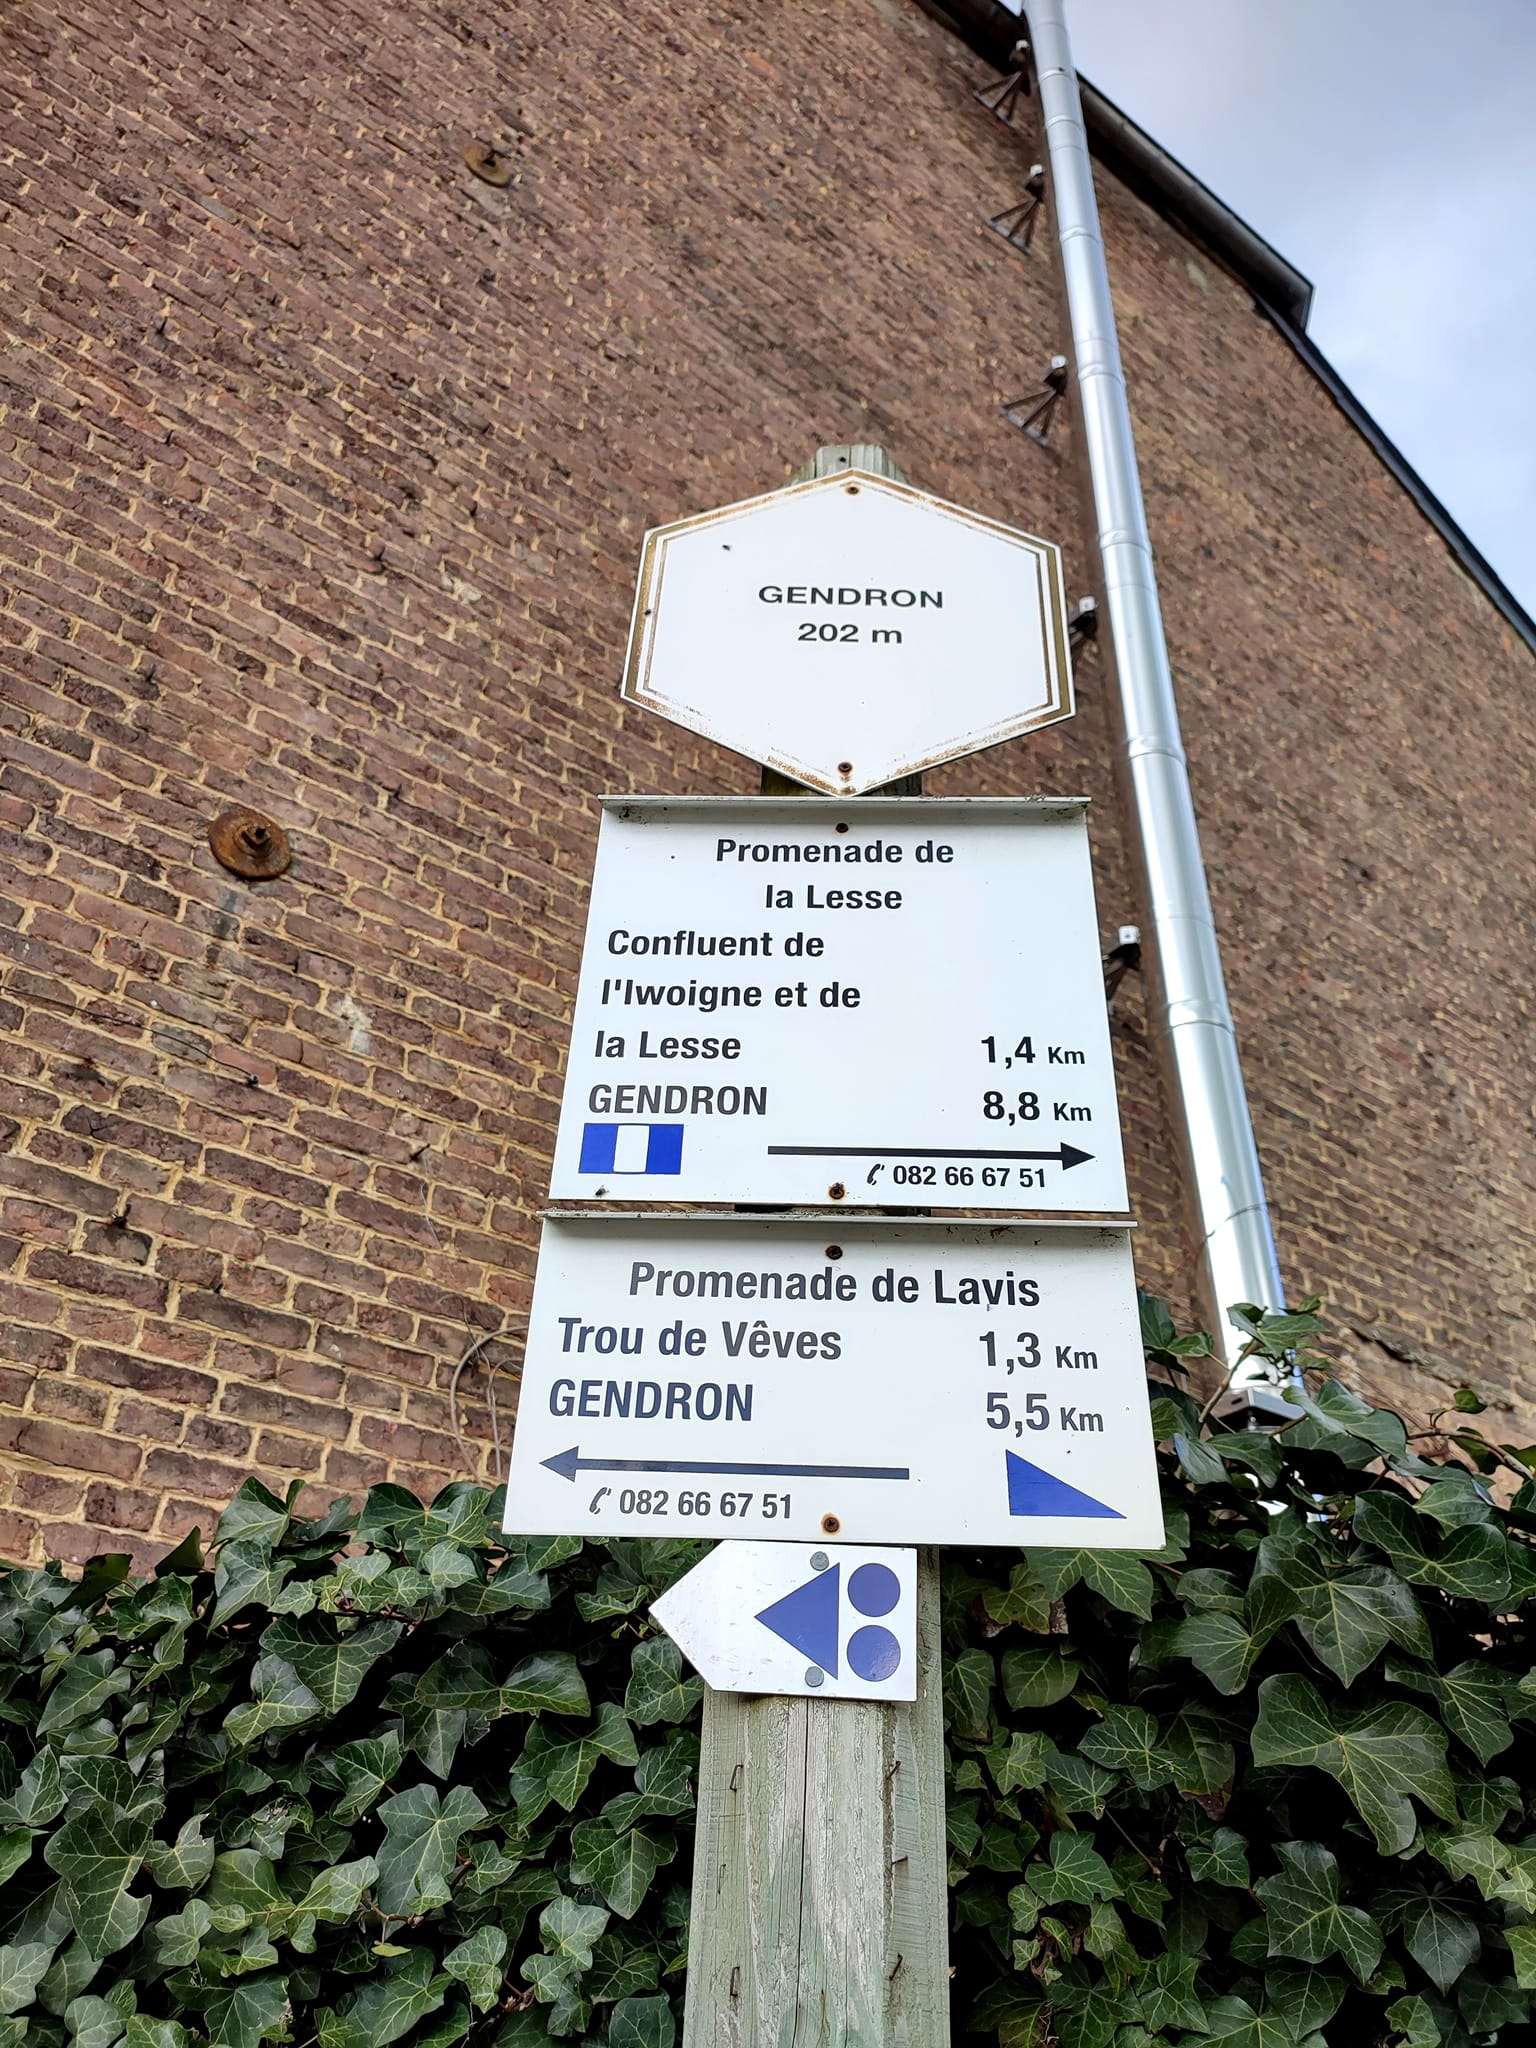 GENDRON
202 m
Promenade de
la Lesse
Confluent de
l'Iwoigne et de
la Lesse 1,4 Km
GENDRON 8,8 Km
082 66 67 51
Promenade de Lavis
Trou de Vêves 1,3 Km
GENDRON 5,5 Km
082 66 67 51